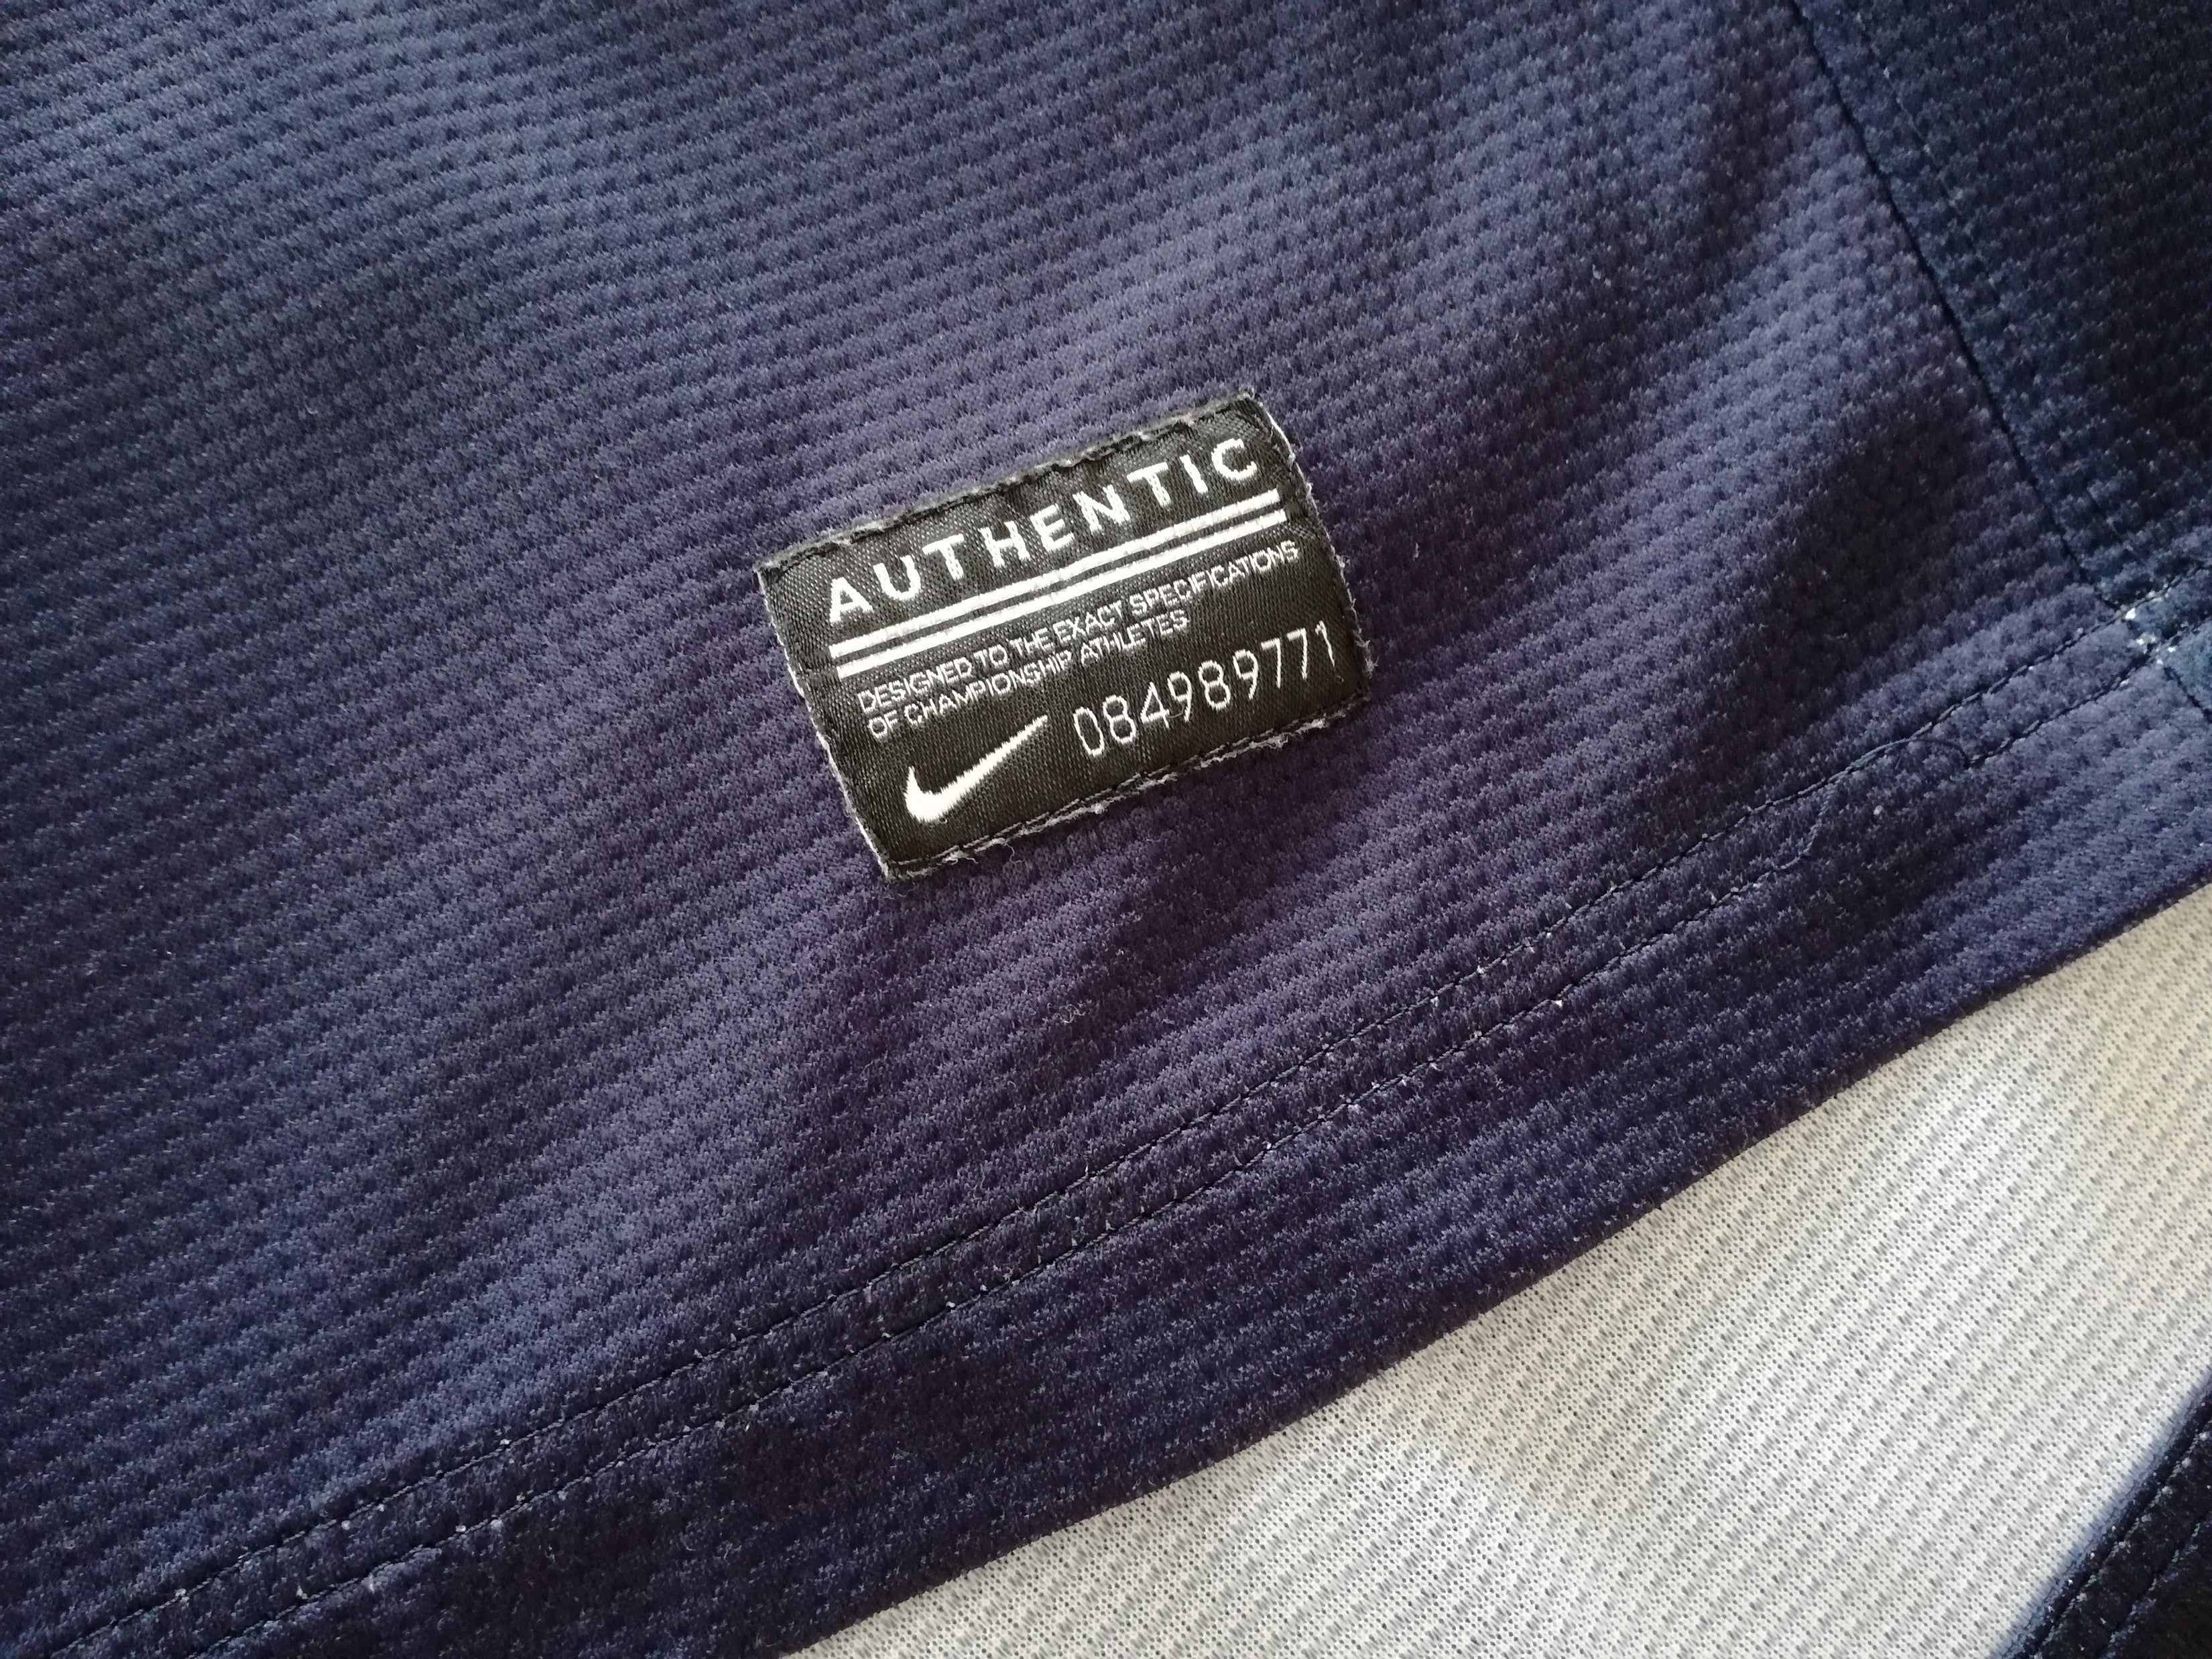 AUTHENTIC
DESIGNED TO THE EXACT SPECIFICATIONS
OF CHAMPIONSHIP ATHLETES
084989771